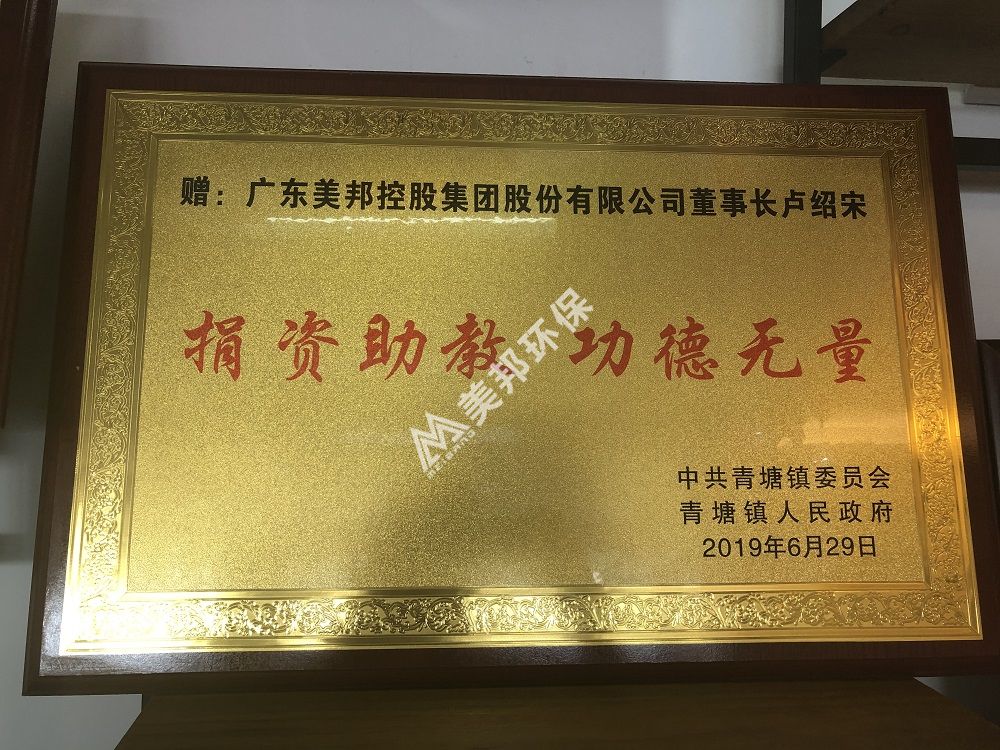 赠：广东美邦控股集团股份有限公司董事长卢绍宋
捐资助教 功德无量
美邦环保
中共青塘镇委员会
青塘镇人民政府
2019年6月29日